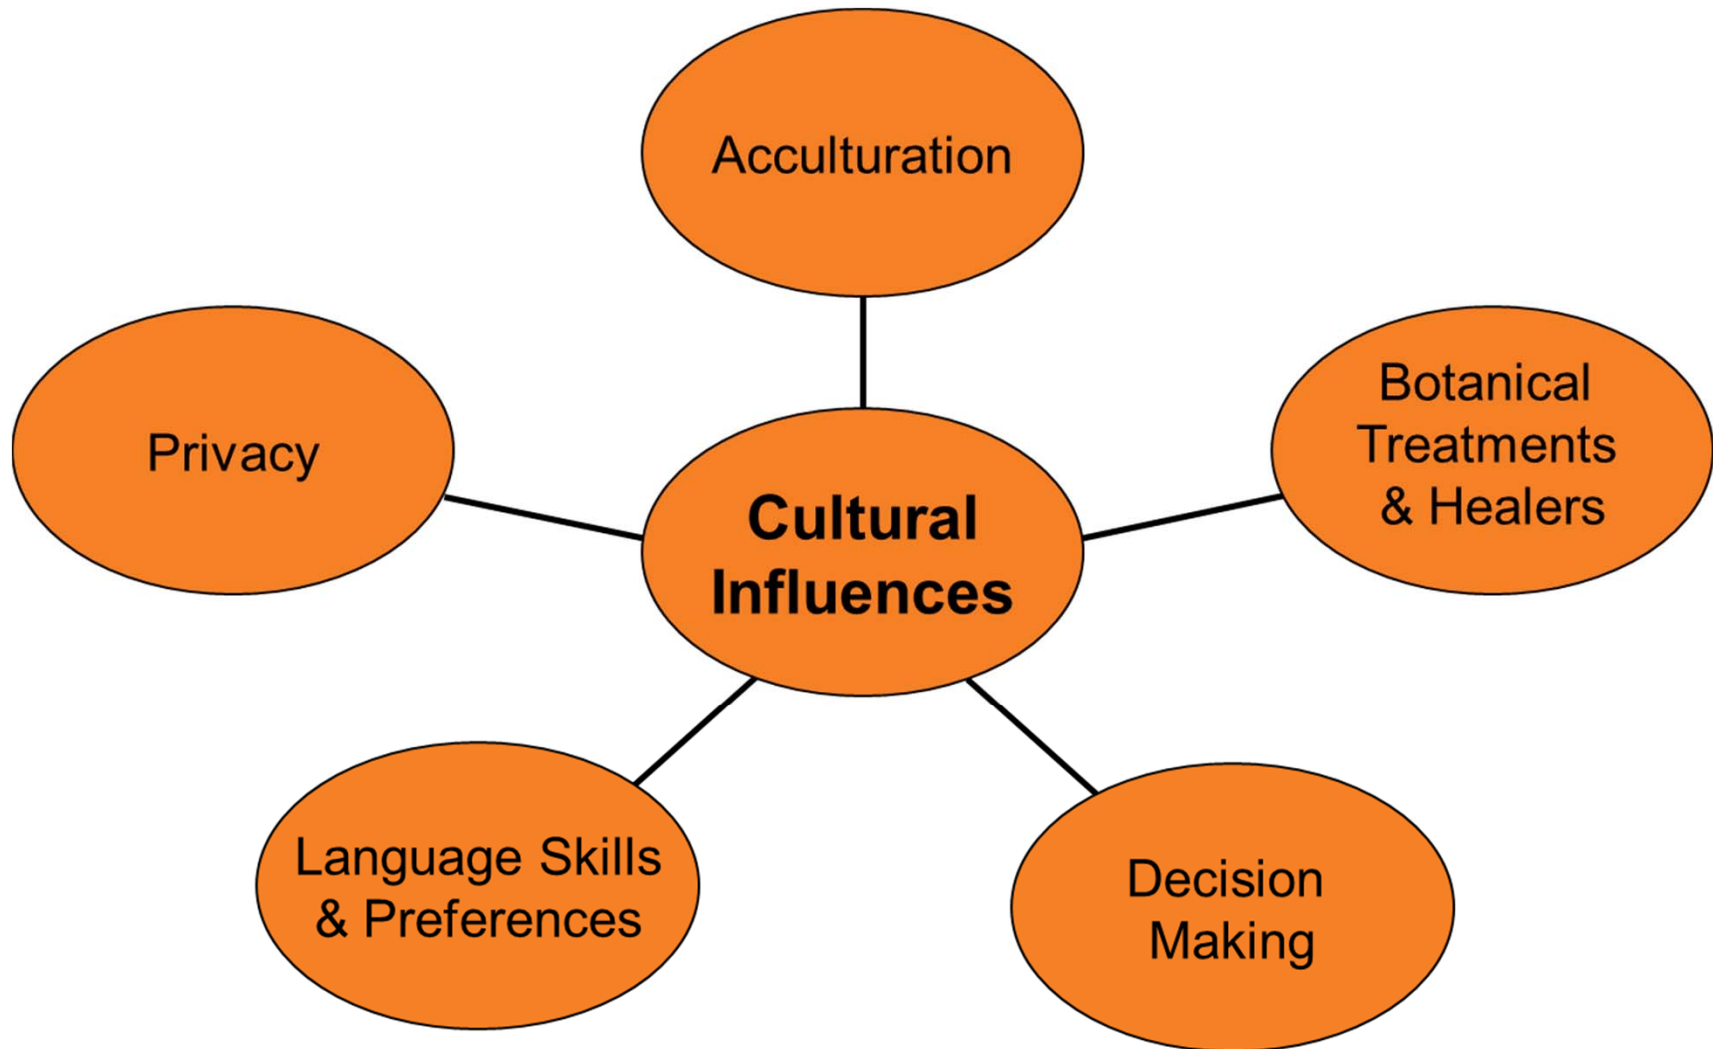 Acculturation
Privacy
Botanical
Treatments
& Healers
Cultural
Influences
Language Skills
& Preferences
Decision
Making